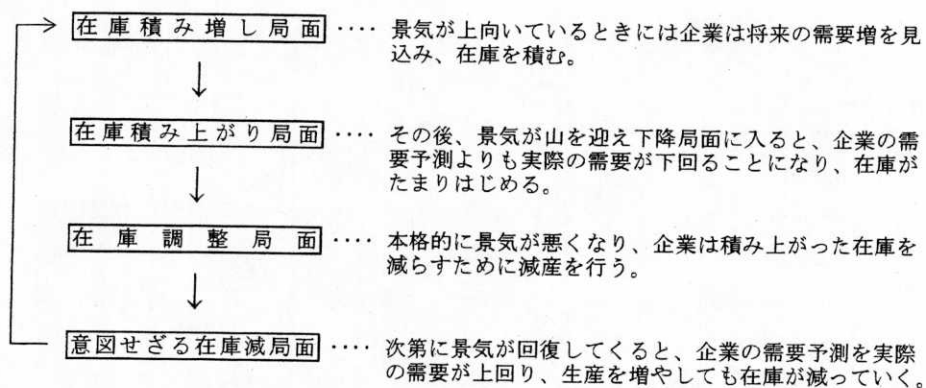 在庫積み増し局面 ‥‥ 景気が上向いているときには企業は将来の需要増を見
込み、在庫を積む。
在庫積み上がり局面 ‥‥ その後、景気が山を迎え下降局面に入ると、企業の需
要予測よりも実際の需要が下回ることになり、在庫が
たまりはじめる。
在庫調整局面 ‥‥ 本格的に景気が悪くなり、企業は積み上がった在庫を
減らすために減産を行う。
意図せざる在庫減局面 ‥‥ 次第に景気が回復してくると、企業の需要予測を実際
の需要が上回り、生産を増やしても在庫が減っていく。